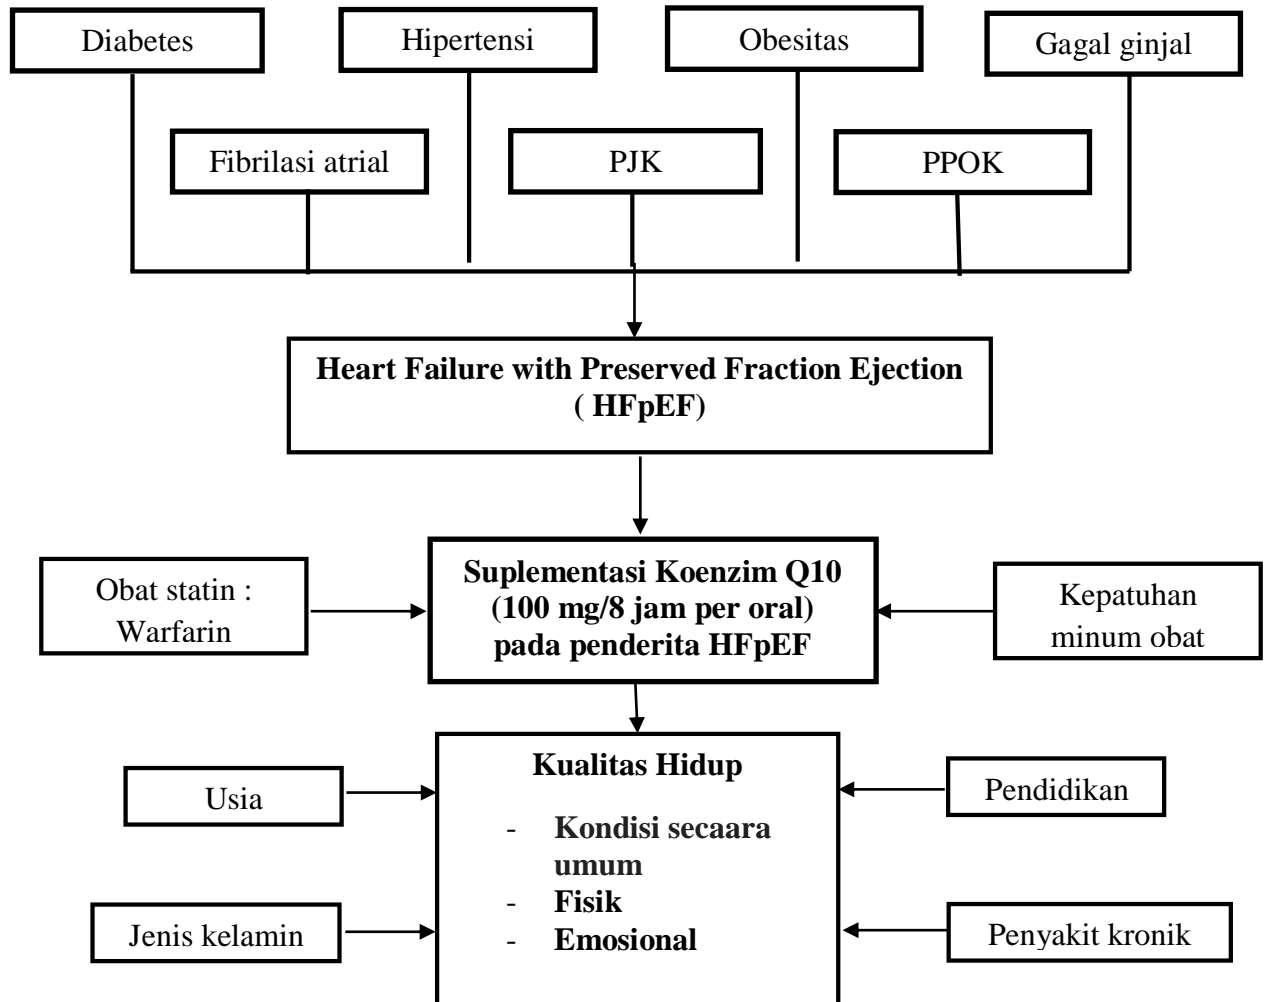 Diabetes
Hipertensi
Obesitas
Gagal ginjal
Fibrilasi atrial
PJK
PPOK
Heart Failure with Preserved Fraction Ejection
( HFpEF)
Obat statin :
Warfarin
Suplementasi Koenzim Q10
(100 mg/8 jam per oral)
pada penderita HFpEF
Kepatuhan
minum obat
Usia
Jenis kelamin
Kualitas Hidup
- Kondisi secaara
umum
- Fisik
- Emosional
Pendidikan
Penyakit kronik